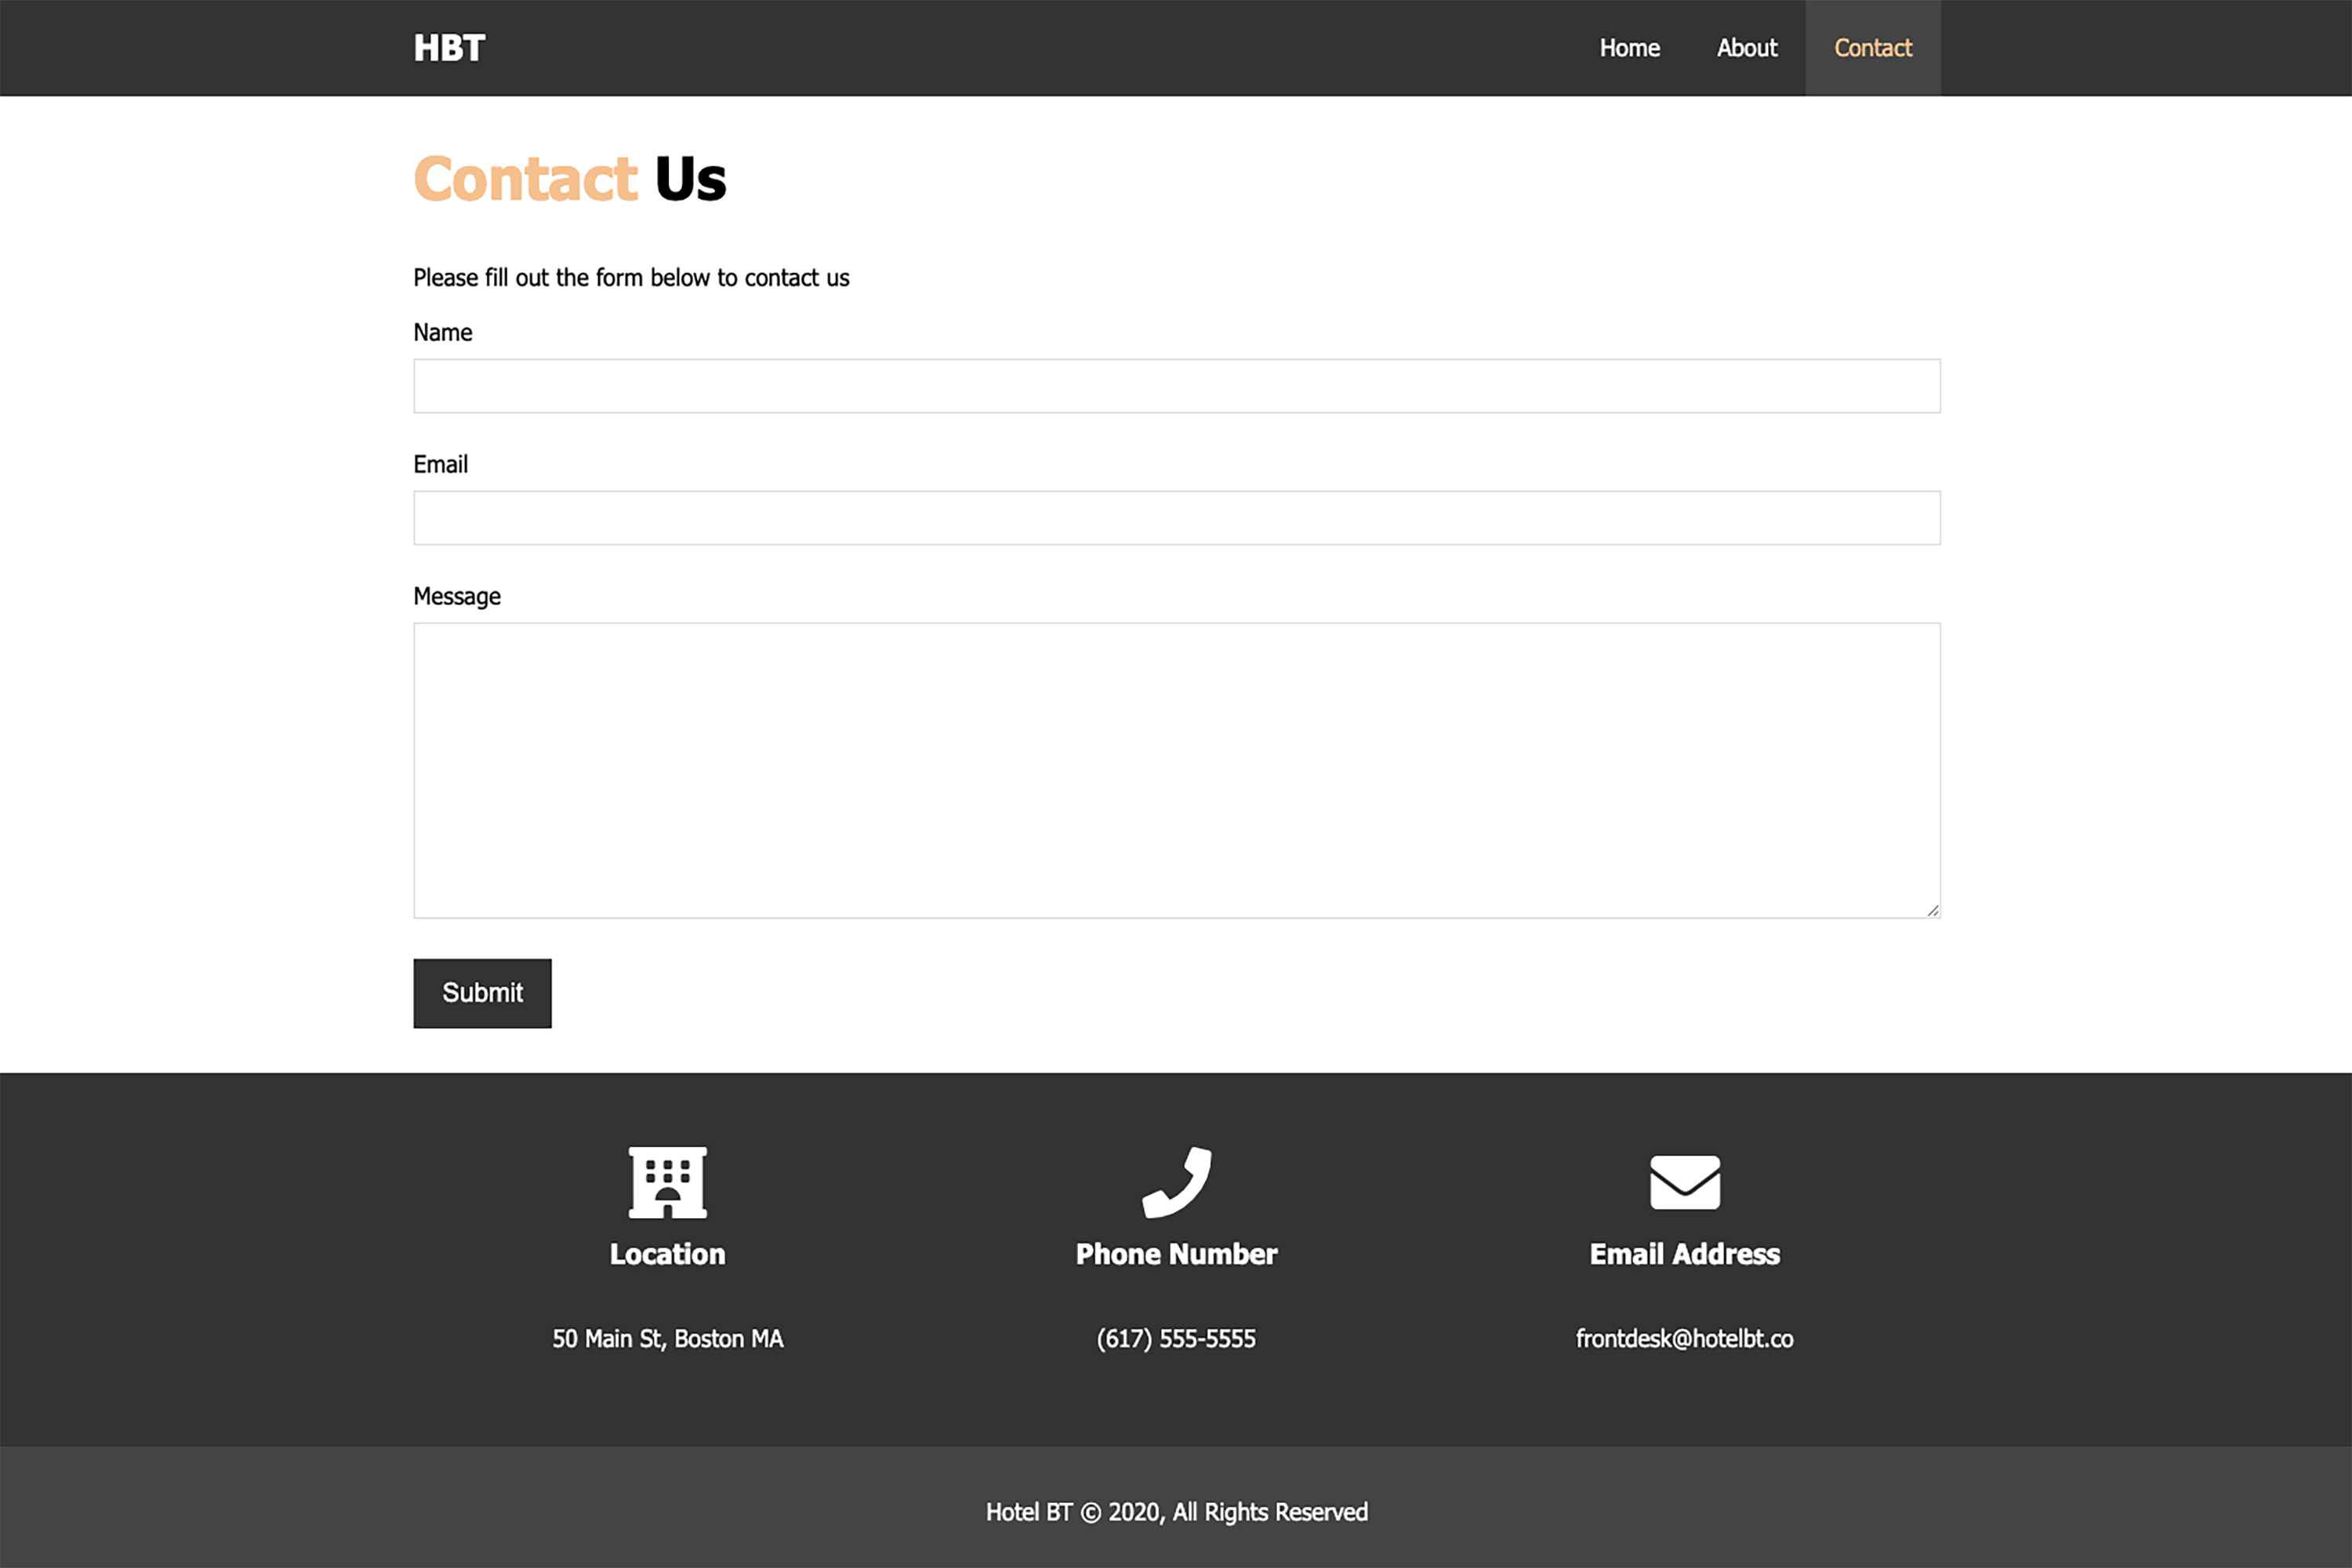 HBT
Home About Contact
Contact Us
Please fill out the form below to contact us
Name
Email
Message
Submit
Location
Phone Number
Email Address
50 Main St, Boston MA
(617) 555-5555
frontdesk@hotelbt.co
Hotel BT © 2020, All Rights Reserved